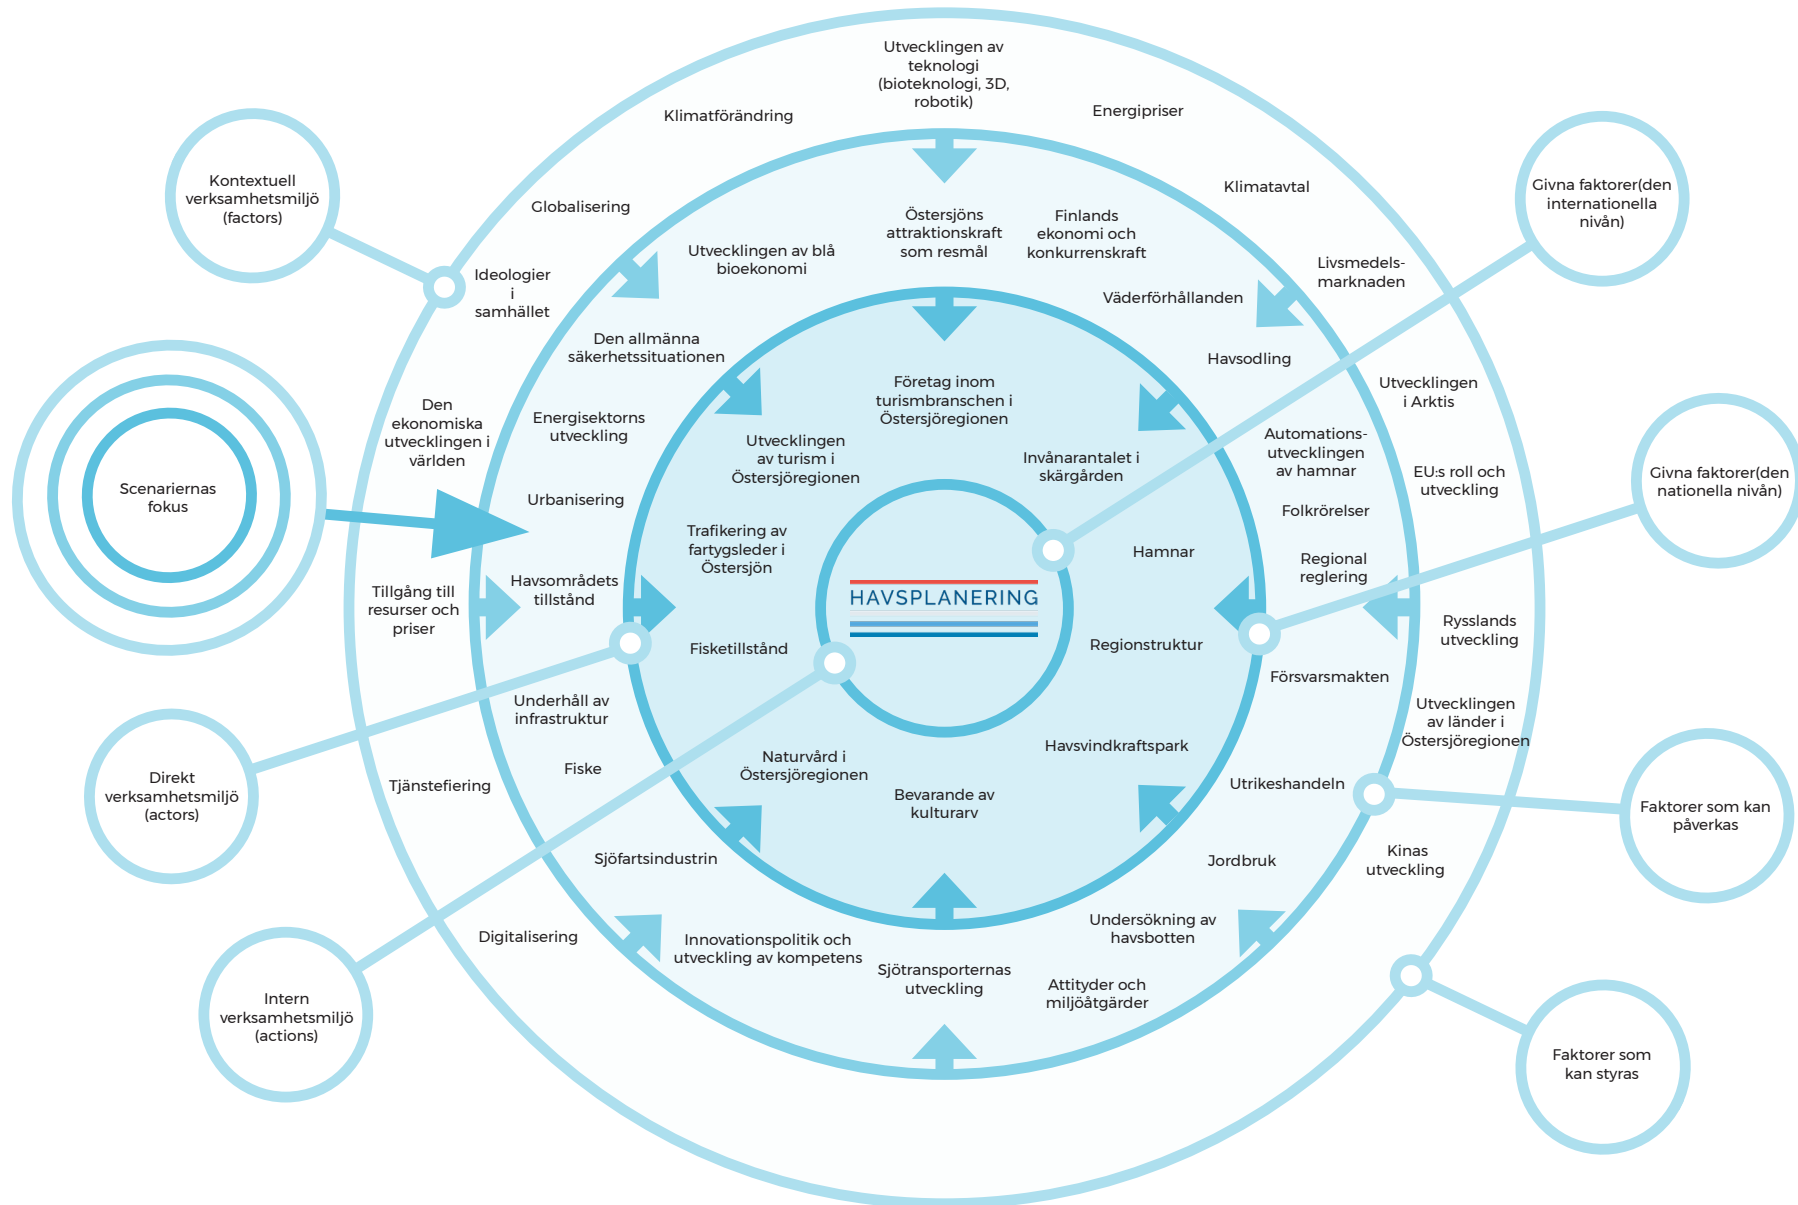 Utvecklingen av
teknologi
(bioteknologi, 3D,
robotik)
Klimatförändring
Energipriser
Kontextuell
verksamhetsmiljö
(factors)
Globalisering
Klimatavtal
Givna faktorer(den
internationella
nivån)
Ideologier
i
samhället
Utvecklingen av blå
bioekonomi
Östersjöns
attraktionskraft
som resmål
Finlands
ekonomi och
konkurrenskraft
Livsmedels-
marknaden
Väderförhållanden
Den allmänna
säkerhetssituationen
Havsodling
Den
ekonomiska
utvecklingen i
världen
Energisektorns
utveckling
Företag inom
turismbranschen i
Östersjöregionen
Utvecklingen
i Arktis
Utvecklingen
av turism i
Östersjöregionen
Invånarantalet i
skärgården
Automations-
utvecklingen
av hamnar
EU:s roll och
utveckling
Givna faktorer(den
nationella nivån)
Scenariernas
fokus
Urbanisering
Folkrörelser
Trafikering av
fartygsleder i
Östersjön
Hamnar
Regional
reglering
Tillgång till
resurser och
priser
Havsområdets
tillstånd
HAVSPLANERING
Rysslands
utveckling
Fisketillstånd
Regionstruktur
Försvarsmakten
Underhåll av
infrastruktur
Utvecklingen
av länder i
Östersjöregionen
Direkt
verksamhetsmiljö
(actors)
Tjänstefiering
Fiske
Naturvård i
Östersjöregionen
Havsvindkraftspark
Bevarande av
kulturarv
Utrikeshandeln
Faktorer som kan
påverkas
Sjöfartsindustrin
Jordbruk
Kinas
utveckling
Digitalisering
Innovationspolitik och
utveckling av kompetens
Undersökning av
havsbotten
Sjötransporternas
utveckling
Attityder och
miljöåtgärder
Intern
verksamhetsmiljö
(actions)
Faktorer som
kan styras